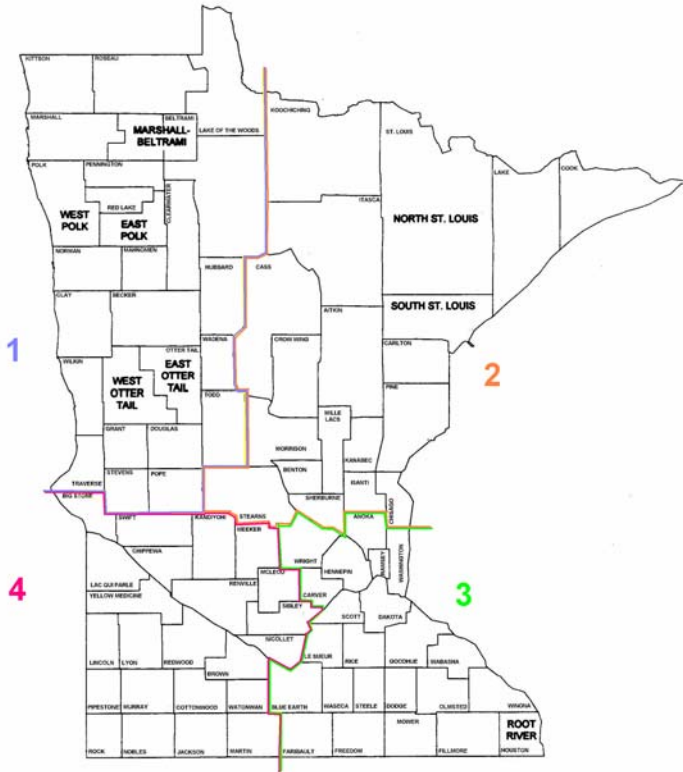 KITTSON
ROSEAU
KOOCHICHING
MARSHALL
BELTRAMI
LAKE OF THE WOODS
MARSHALL-
BELTRAMI
ST. LOUIS
LAKE
COOK
POLK
PENNINGTON
RED LAKE
CLEARWATER
ITASCA
WEST
POLK
EAST
POLK
NORTH ST. LOUIS
NORMAN
MAHNOMEN
HUBBARD
CASS
CLAY
BECKER
SOUTH ST. LOUIS
AITKIN
1
WADENA
CROW WING
CARLTON
WILKIN
OTTER TAIL
WEST
OTTER
TAIL
EAST
OTTER
TAIL
2
PINE
TODD
MILLE
LACS
GRANT
DOUGLAS
MORRISON
KANABEC
STEVENS
POPE
BENTON
TRAVERSE
ISANTI
BIG STONE
SHERBURNE
CHISAGO
SWIFT
KANDIYOHI
STEARNS
ANOKA
MEEKER
CHIPPEWA
WRIGHT
HENNEPIN
RAMSEY
WASHINGTON
4
LAC QUI PARLE
RENVILLE
MCLEOD
CARVER
3
YELLOW MEDICINE
SIBLEY
SCOTT
DAKOTA
NICOLLET
LE SUEUR
RICE
GOODHUE
WABASHA
LINCOLN
LYON
REDWOOD
BROWN
PIPESTONE
MURRAY
COTTONWOOD
WATONWAN
BLUE EARTH
WASECA
STEELE
DODGE
OLMSTED
WINONA
MOWER
ROOT
RIVER
ROCK
NOBLES
JACKSON
MARTIN
FARIBAULT
FREEDOM
FILLMORE
HOUSTON